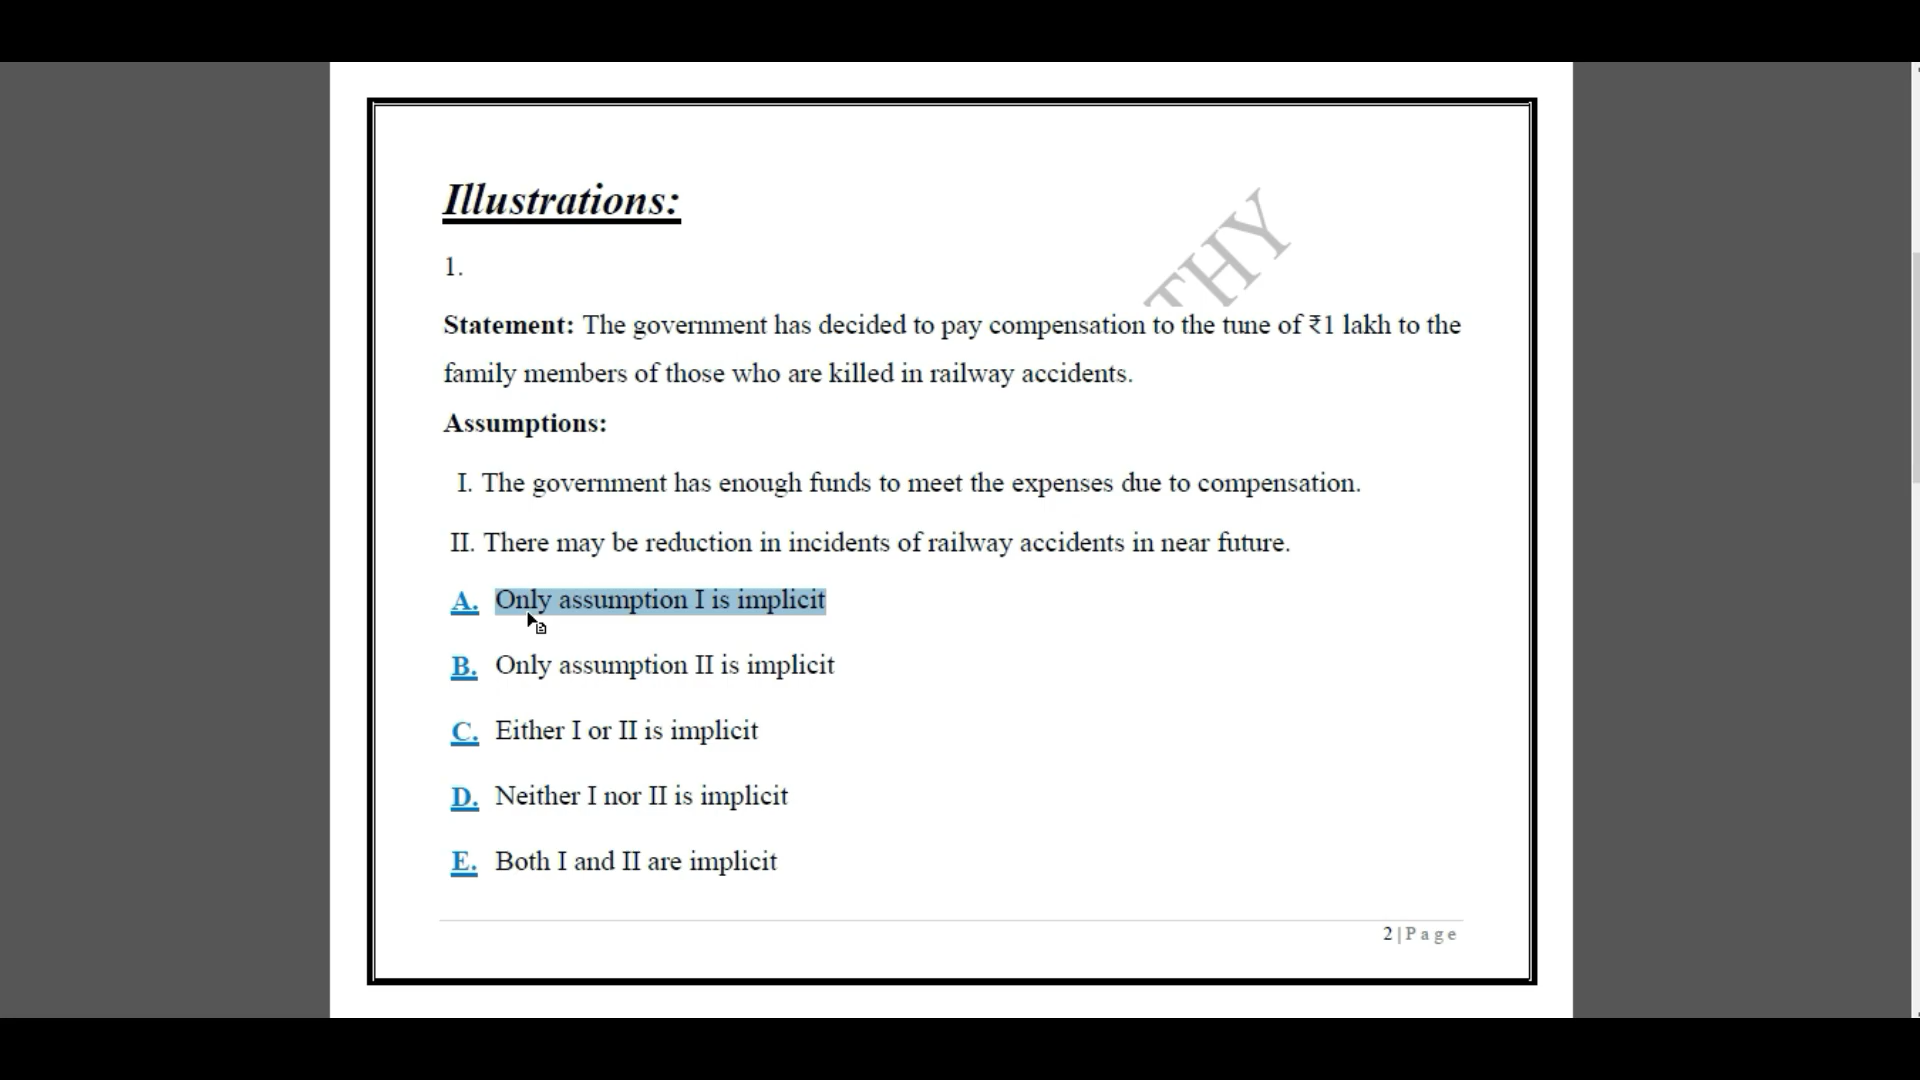 Illustrations:
THY
1.
Statement: The government has decided to pay compensation to the tune of ₹1 lakh to the
family members of those who are killed in railway accidents.
Assumptions:
I. The government has enough funds to meet the expenses due to compensation.
II. There may be reduction in incidents of railway accidents in near future.
A. Only assumption I is implicit
B. Only assumption II is implicit
C. Either I or II is implicit
D. Neither I nor II is implicit
E. Both I and II are implicit
2 | Page